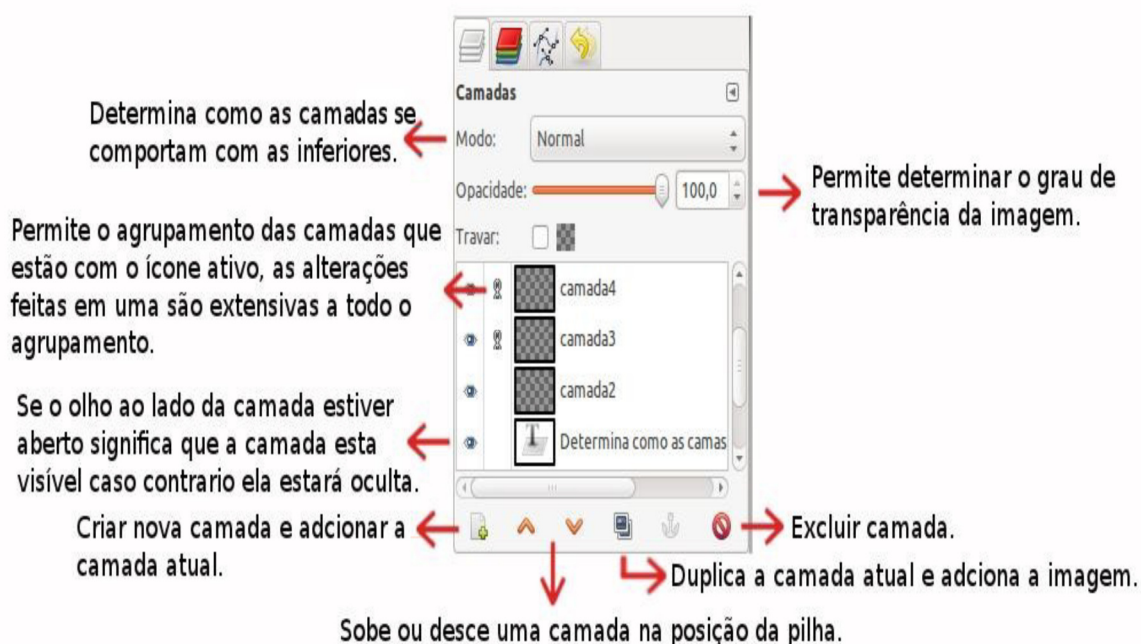 Camadas
Modo:
Normal
Opacidade:
100,0
Travar:
camada4
camada3
camada2
Determina como as camas
Determina como as camadas se
comportam com as inferiores.
Permite determinar o grau de
transparência da imagem.
Permite o agrupamento das camadas que
estão com o ícone ativo, as alterações
feitas em uma são extensivas a todo o
agrupamento.
Se o olho ao lado da camada estiver
aberto significa que a camada esta
visível caso contrario ela estará oculta.
Criar nova camada e adcionar a
camada atual.
Excluir camada.
Duplica a camada atual e adciona a imagem.
Sobe ou desce uma camada na posição da pilha.